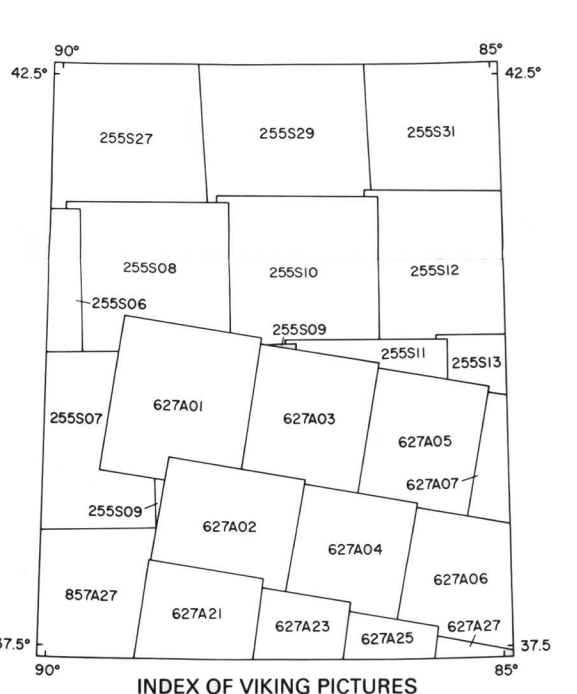 90° 85°
42.5° 42.5°
255S27 255S29 255S31
255S08 255S10 255S12
255S06
255S09
255S11 255S13
255S07 627A01 627A03 627A05
627A07
255S09
627A02 627A04 627A06
857A27 627A21 627A23 627A25 627A27
37.5° 37.5
90° 85°
INDEX OF VIKING PICTURES